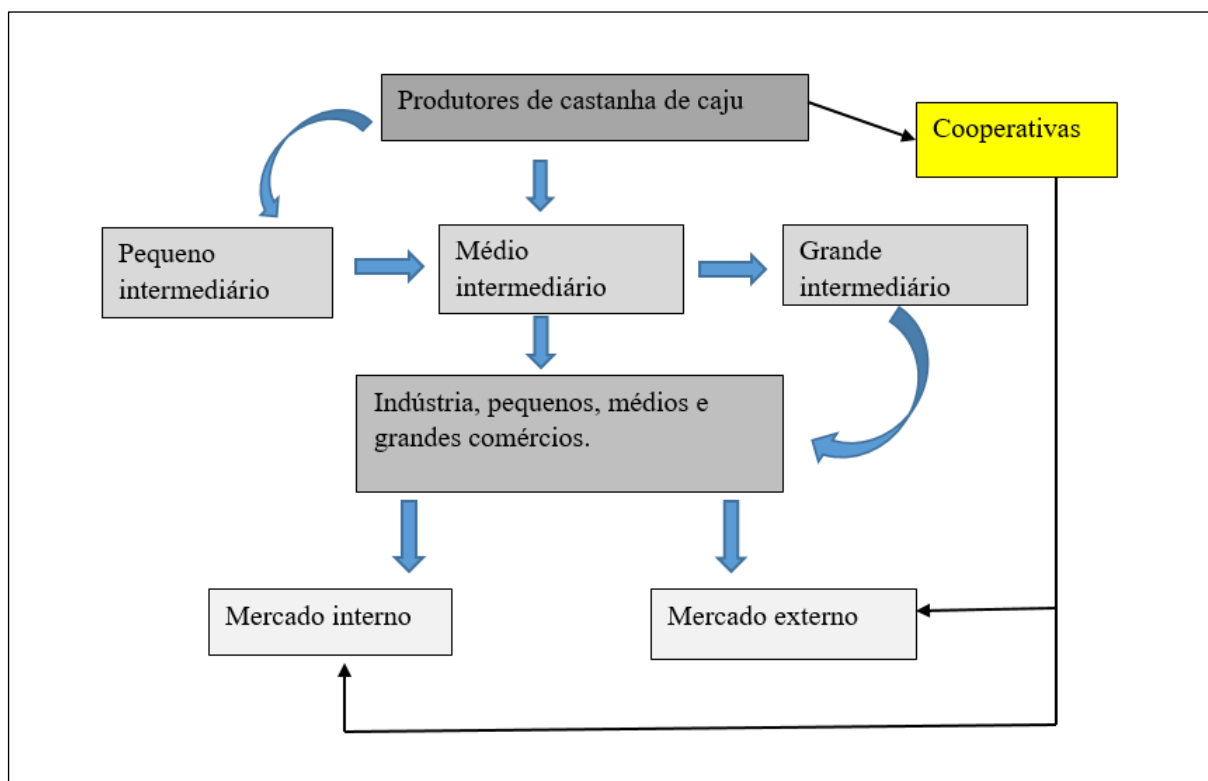 Produtores de castanha de caju
Cooperativas
Pequeno
intermediário
Médio
intermediário
Grande
intermediário
Indústria, pequenos, médios e
grandes comércios.
Mercado interno
Mercado externo